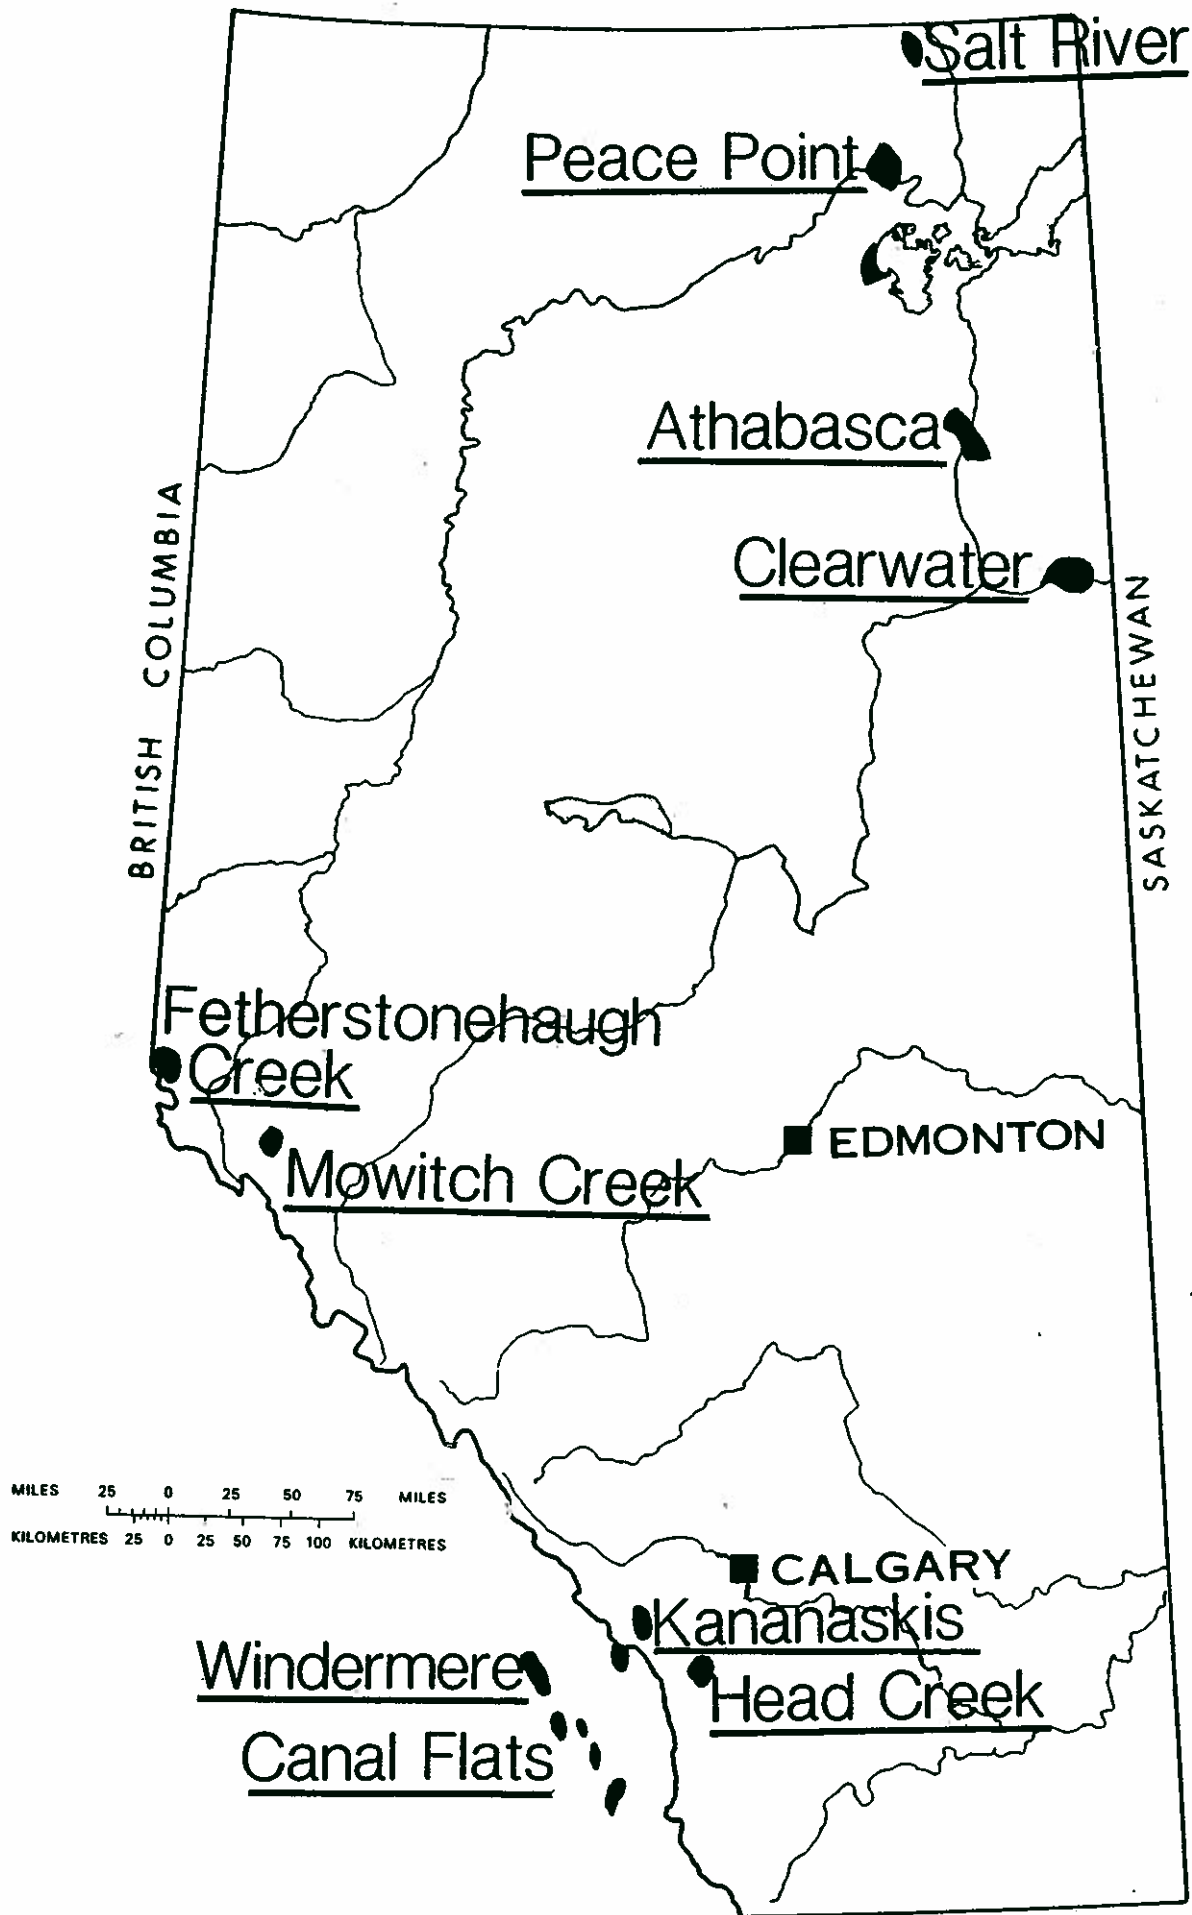 Salt River
Peace Point
Athabasca
Clearwater
BRITISH COLUMBIA
SASKATCHEWAN
Fetherstonehaugh
Creek
EDMONTON
Mowitch Creek
MILES 25 0 25 50 75 MILES
KILOMETRES 25 0 25 50 75 100 KILOMETRES
CALGARY
Kananaskis
Windermere
Head Creek
Canal Flats